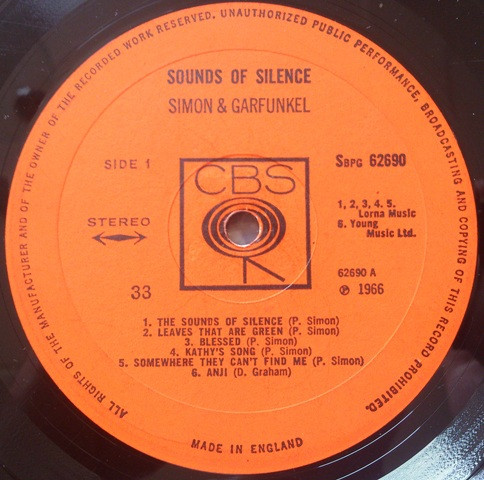 ALL RIGHTS OF THE MANUFACTURER AND OF THE OWNER OF THE RECORDED WORK RESERVED. UNAUTHORIZED PUBLIC PERFORMANCE, BROADCASTING AND COPYING OF THIS RECORD PROHIBITED.
SOUNDS OF SILENCE
SIMON & GARFUNKEL
SIDE 1
SBPG 62690
CBS
1, 2, 3, 4, 5.
Lorna Music
6. Young
Music Ltd.
STEREO
33
62690 A
℗ 1966
1. THE SOUNDS OF SILENCE (P. Simon)
2. LEAVES THAT ARE GREEN (P. Simon)
3. BLESSED (P. Simon)
4. KATHY'S SONG (P. Simon)
5. SOMEWHERE THEY CAN'T FIND ME (P. Simon)
6. ANJI (D. Graham)
MADE IN ENGLAND